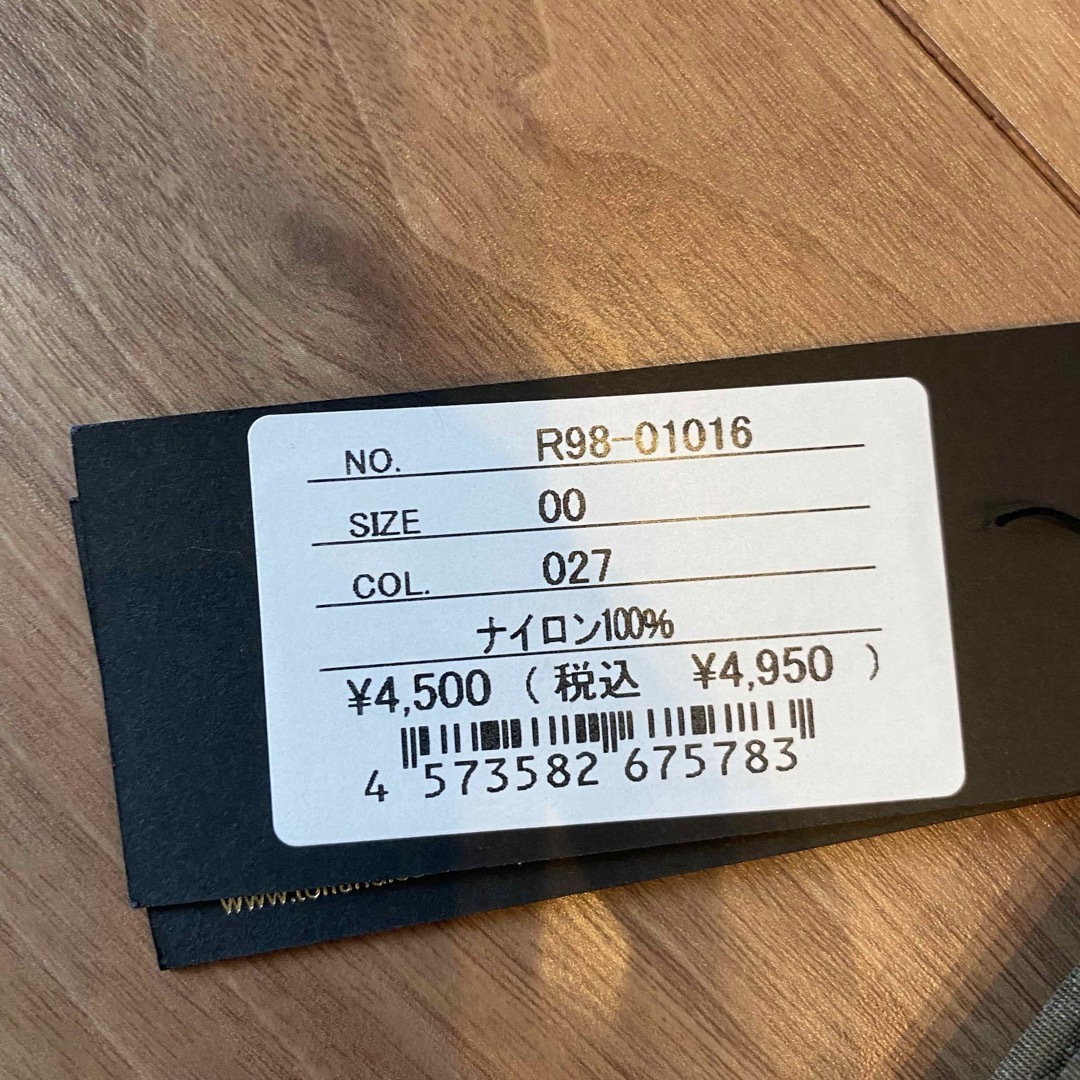 NO. R98-01016
SIZE 00
COL. 027
ナイロン100%
¥4,500 ( 税込 ¥4,950 )
4 573582 675783